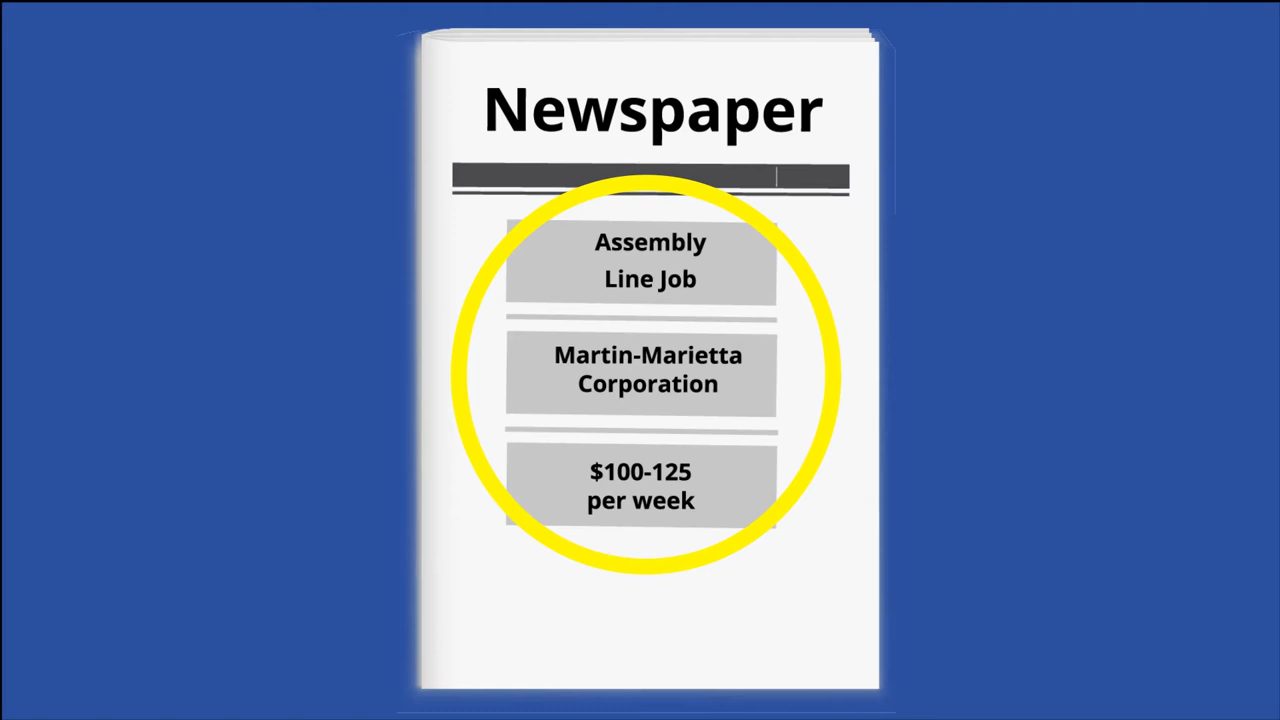 Newspaper
Assembly
Line Job
Martin-Marietta
Corporation
$100-125
per week